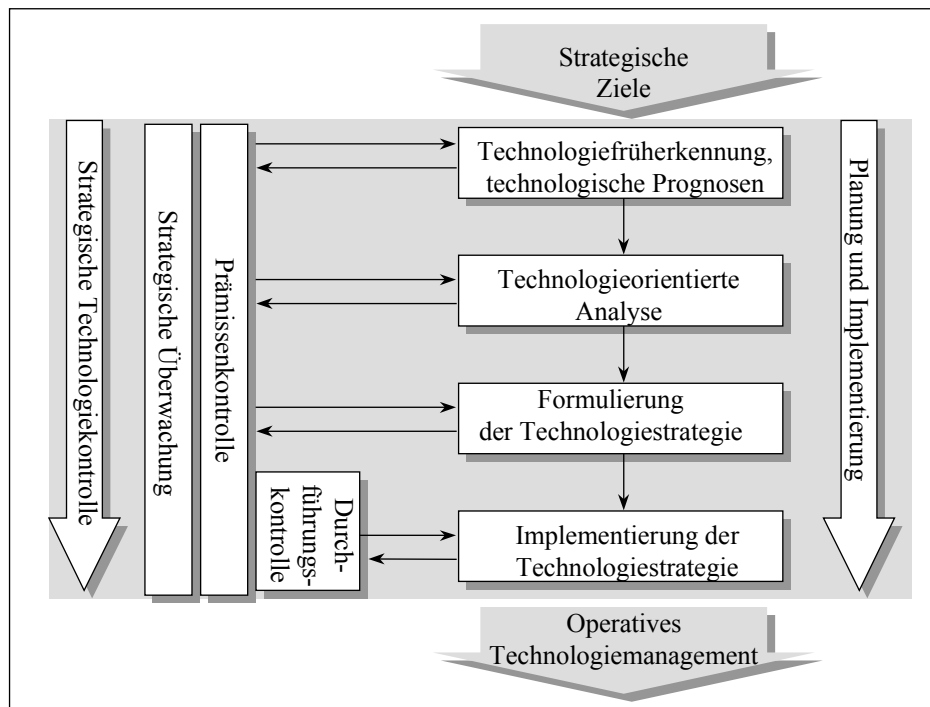 Strategische
Ziele
Strategische Technologiekontrolle
Strategische Überwachung
Prämissenkontrolle
Technologiefrüherkennung,
technologische Prognosen
Technologieorientierte
Analyse
Formulierung
der Technologiestrategie
Durch-
führungs-
kontrolle
Implementierung der
Technologiestrategie
Planung und Implementierung
Operatives
Technologiemanagement